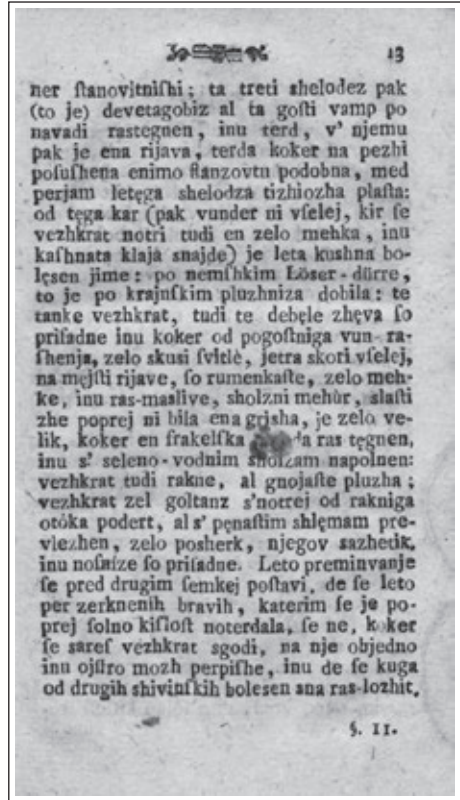 13
ner ſtanovitniſhi; ta treti shelodez pak
(to je) devetagobiz al ta goſti vamp po
navadi rastegnen, inu terd, v' njemu
pak je ena rijava, terda koker na pezhi
poſuſhena enimo ſtanzovtu podobna, med
perjam letęga shelodza tizhiozha plaſta:
od tęga kar (pak vunder ni vſelej, kir ſe
vezhkrat notri tudi en zelo mehka, inu
kaſhnata klaja snajde) je leta kushna bo-
lęsen jime: po nemſhkim Löser-dürre,
to je po krajnſkim pluzhniza dobila: te
tanke vezhkrat, tudi te debęle zhęva ſo
priſadne inu koker od pogoſtniga vun ra-
ſhenja, zelo skusi ſvitlè, jetra skori vſelej,
na męjſti rijave, ſo rumenkaſte, zelo meh-
ke, inu ras-maslive, sholzni mehùr, slaſti
zhe poprej ni bila ena grisha, je zelo ve-
lik, koker en frakelſka ras tęgnen,
inu s' seleno-vodnim sholzam napolnen:
vezhkrat tudi rakne, al gnojaſte pluzha;
vezhkrat zel goltanz s'notrej od rakniga
otóka podert, al s' pęnaſtim shlęmam pre-
vlezhen, zelo posherk, njegov sazhetik,
inu noſnize ſo priſadne. Leto preminvanje
ſe pred drugim ſemkej poſtavi, de ſe leto
per zerknenih bravih, katerim ſe je po-
prej ſolno kiſloſt noterdala, ſe ne, koker
ſe sareſ vezhkrat sgodi, na nje objedno
inu ojſtro mozh perpiſhe, inu de ſe kuga
od drugih shivinſkih bolesen sna ras-lozhit.
§. II.